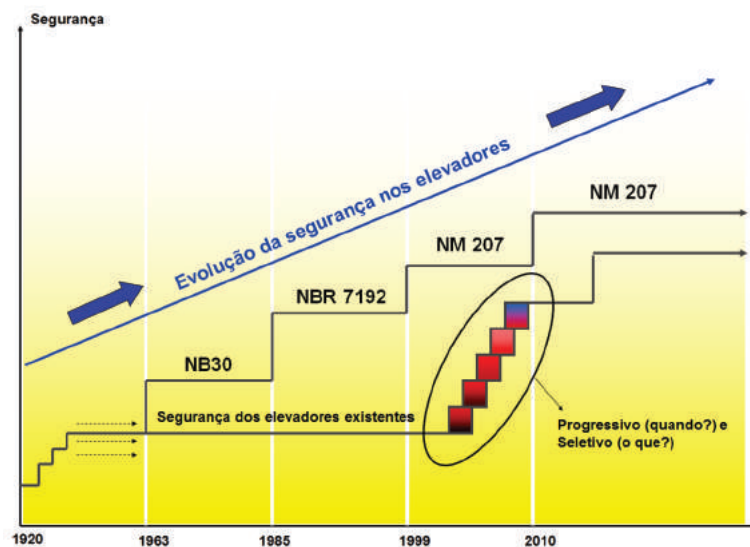 Segurança
Evolução da segurança nos elevadores
NM 207
NM 207
NBR 7192
NB30
Segurança dos elevadores existentes
Progressivo (quando?) e
Seletivo (o que?)
1920
1963
1985
1999
2010